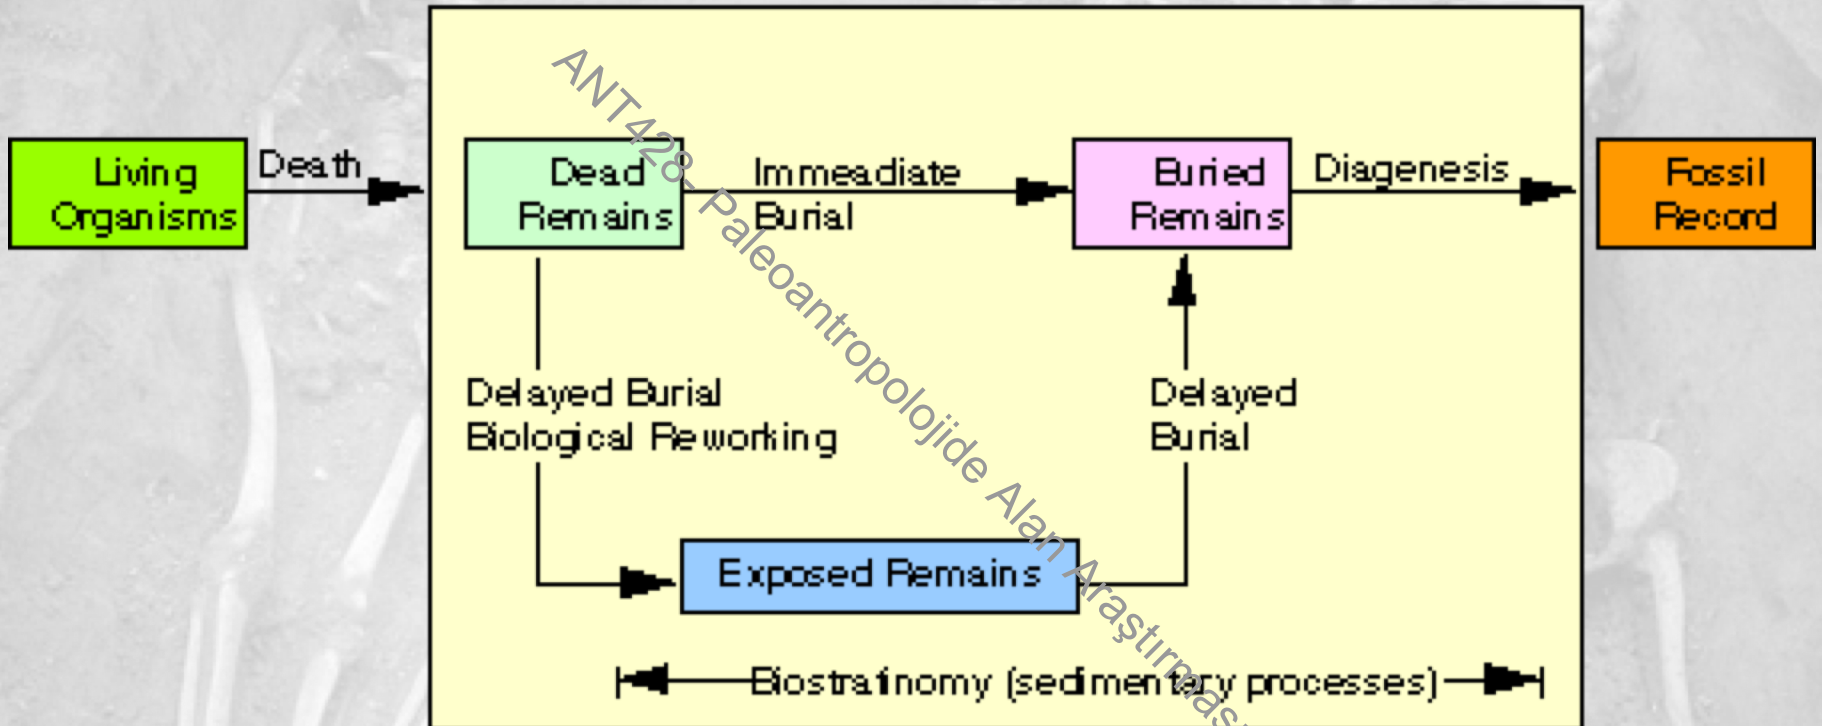 Living
Organisms
Death
Dead
Remains
Immeadiate
Burial
Buried
Remains
Diagenesis
Fossil
Record
Delayed Burial
Biological Reworking
Delayed
Burial
Exposed Remains
Biostratinomy (sedimentary processes)
ANT428- Paleoantropolojide Alan Araştırması